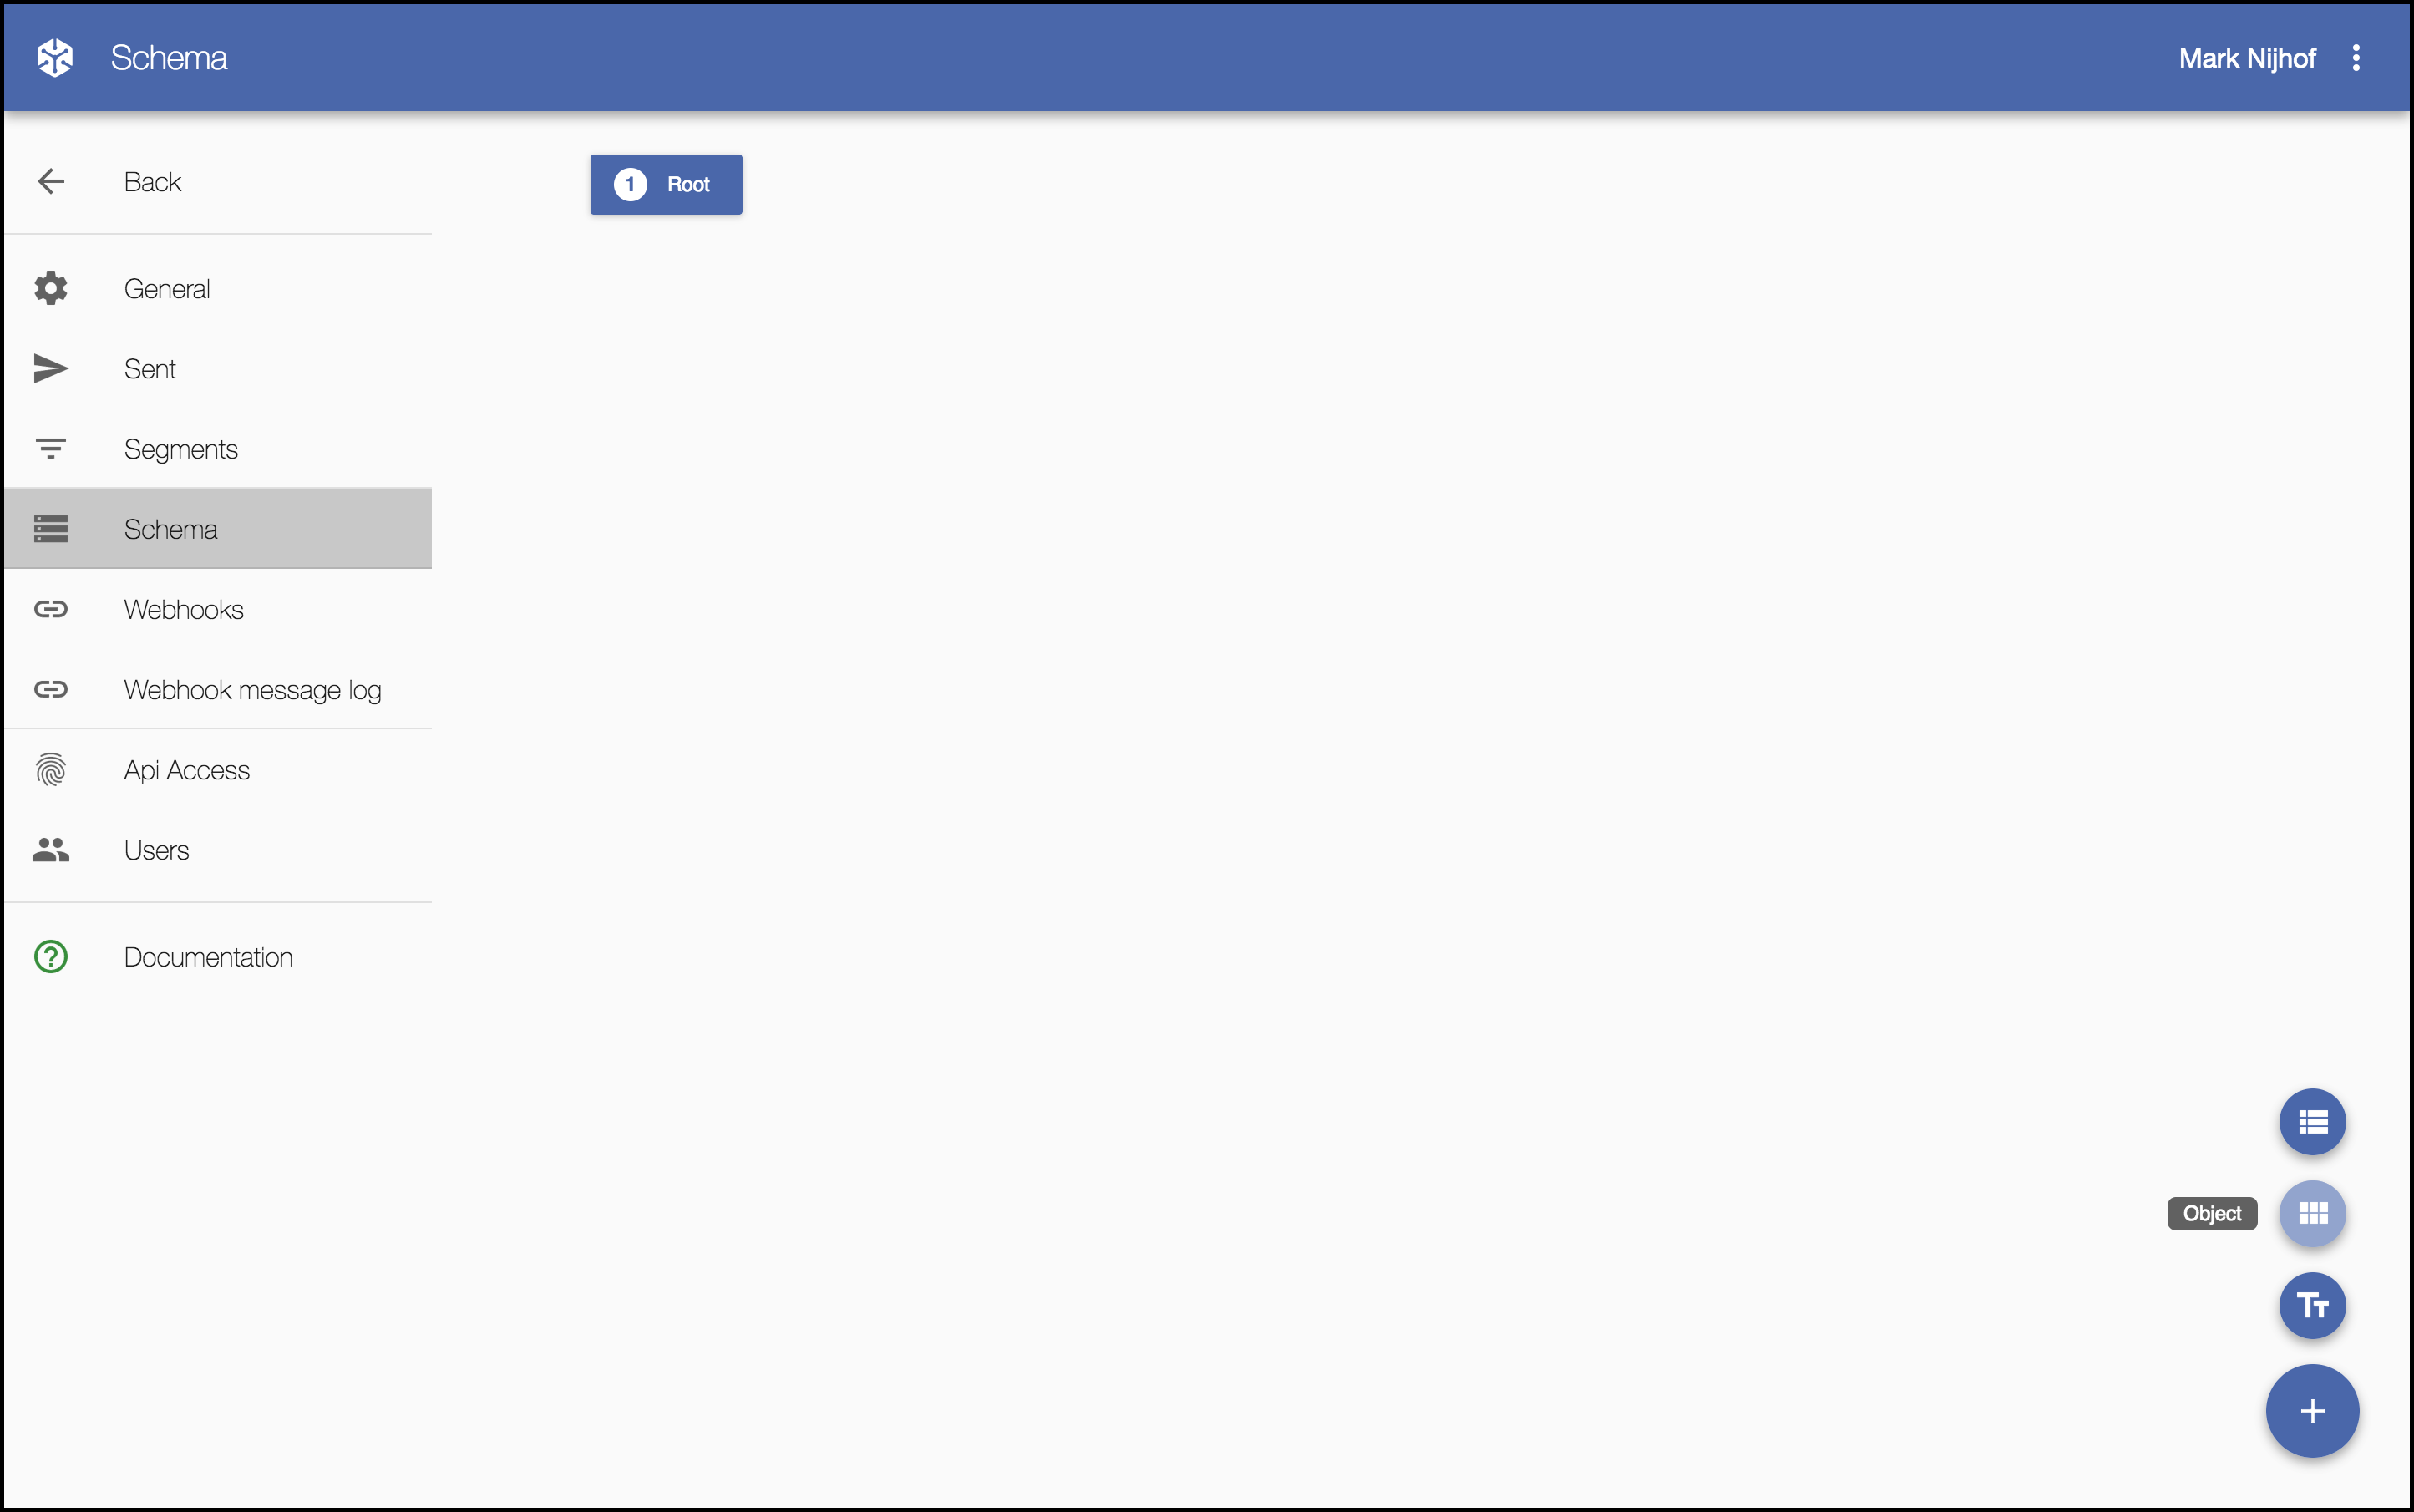 Schema
Mark Nijhof
Back
1 Root
General
Sent
Segments
Schema
Webhooks
Webhook message log
Api Access
Users
Documentation
Object
Tт